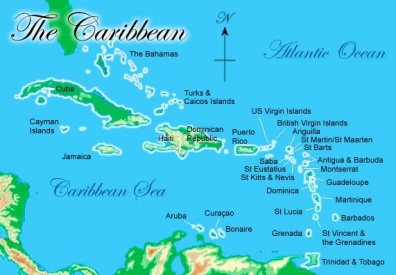 The Caribbean
N
Atlantic Ocean
The Bahamas
Cuba
Turks &
Caicos Islands
Cayman
Islands
Haiti
Dominican
Republic
Puerto
Rico
US Virgin Islands
British Virgin Islands
Anguilla
St Martin/St Maarten
St Barts
Jamaica
Saba
St Eustatius
St Kitts & Nevis
Antigua & Barbuda
Montserrat
Guadeloupe
Dominica
Martinique
Caribbean Sea
St Lucia
Barbados
Aruba
Curaçao
Bonaire
Grenada
St Vincent &
the Grenadines
Trinidad & Tobago